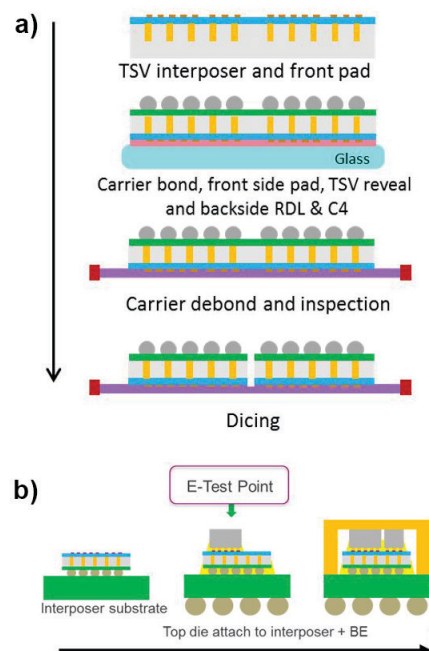 a)
TSV interposer and front pad
Glass
Carrier bond, front side pad, TSV reveal
and backside RDL & C4
Carrier debond and inspection
Dicing
b)
E-Test Point
Interposer substrate
Top die attach to interposer + BE